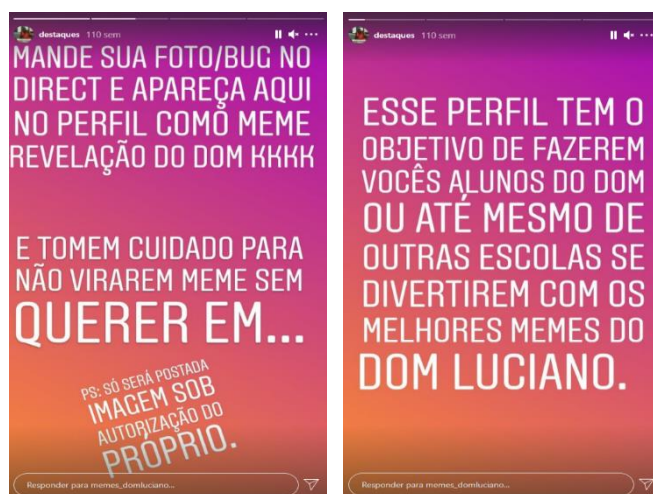 destaques 110 sem
MANDE SUA FOTO/BUG NO
DIRECT E APAREÇA AQUI
NO PERFIL COMO MEME
REVELAÇÃO DO DOM KKKK
E TOMEM CUIDADO PARA
NÃO VIRAREM MEME SEM
QUERER EM...
PS: SÓ SERÁ POSTADA
IMAGEM SOB
AUTORIZAÇÃO DO
PRÓPRIO.
Responder para memes_domluciano...
destaques 110 sem
ESSE PERFIL TEM O
OBJETIVO DE FAZEREM
VOCÊS ALUNOS DO DOM
OU ATÉ MESMO DE
OUTRAS ESCOLAS SE
DIVERTIREM COM OS
MELHORES MEMES DO
DOM LUCIANO.
Responder para memes_domluciano...